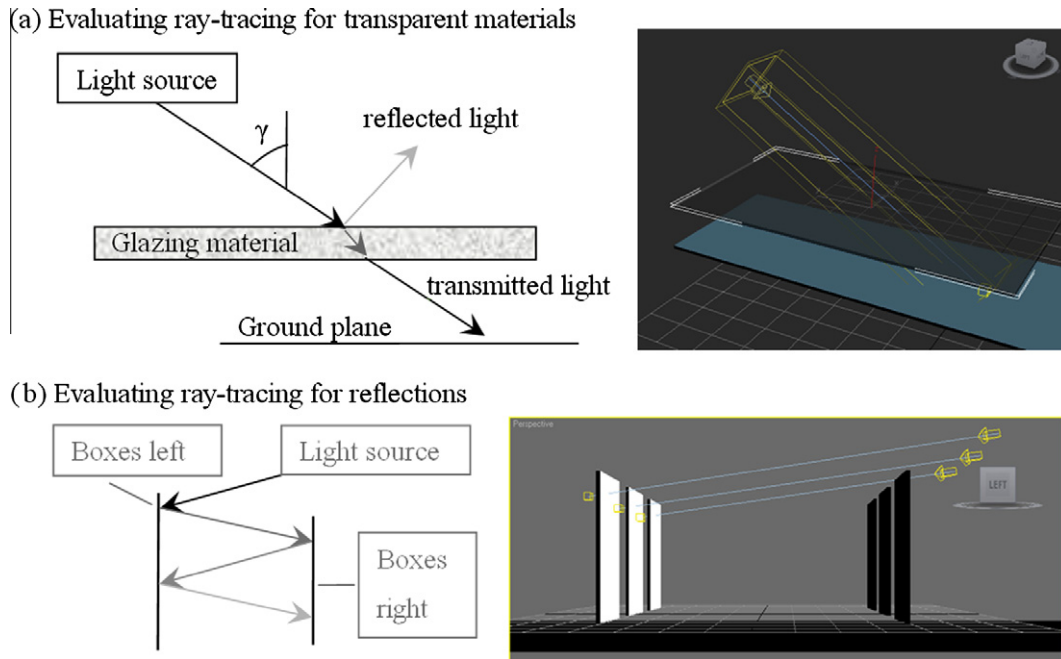 (a) Evaluating ray-tracing for transparent materials
Light source
γ
reflected light
Glazing material
transmitted light
Ground plane
(b) Evaluating ray-tracing for reflections
Boxes left
Light source
Boxes
right
Perspective
LEFT